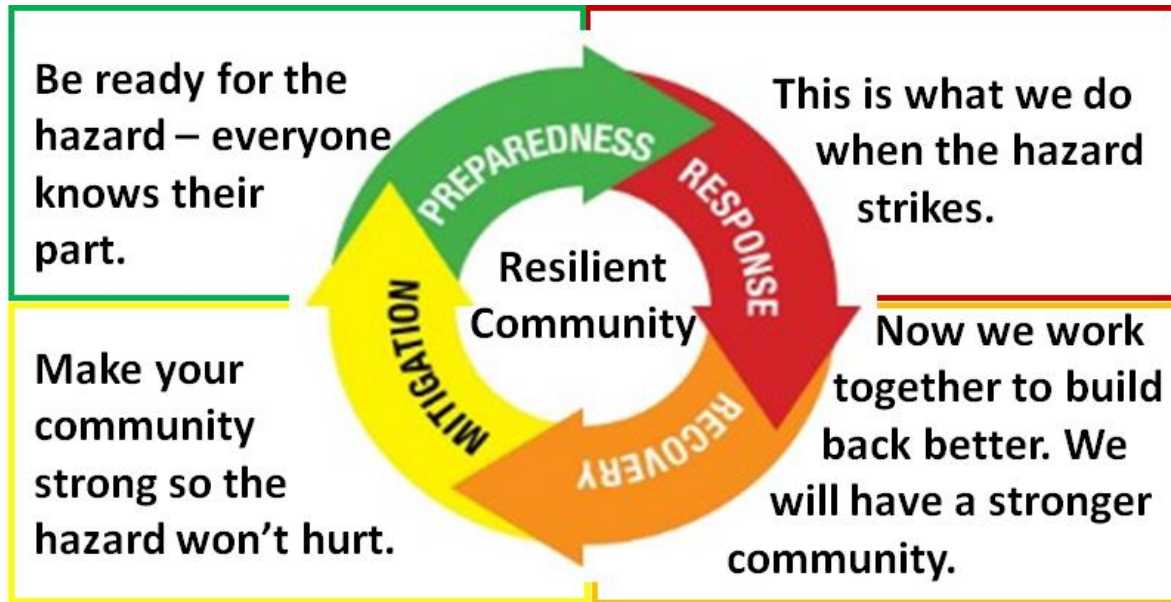 Be ready for the
hazard – everyone
knows their
part.
PREPAREDNESS
RESPONSE
This is what we do
when the hazard
strikes.
Resilient
Community
MITIGATION
RECOVERY
Make your
community
strong so the
hazard won’t hurt.
Now we work
together to build
back better. We
will have a stronger
community.